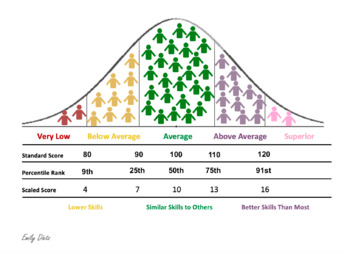 Very Low Below Average Average Above Average Superior
Standard Score 80 90 100 110 120
Percentile Rank 9th 25th 50th 75th 91st
Scaled Score 4 7 10 13 16
Lower Skills Similar Skills to Others Better Skills Than Most
Emily Dietz